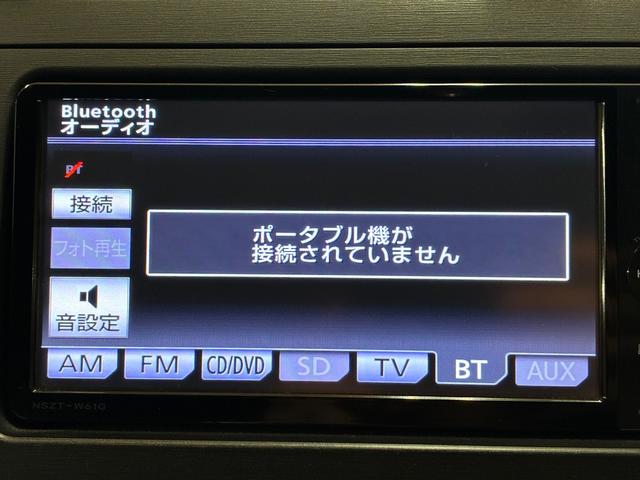 Bluetooth
オーディオ
BT
接続
フォト再生
音設定
ポータブル機が
接続されていません
AM
FM
CD/DVD
SD
TV
BT
AUX
NSZT-W61G